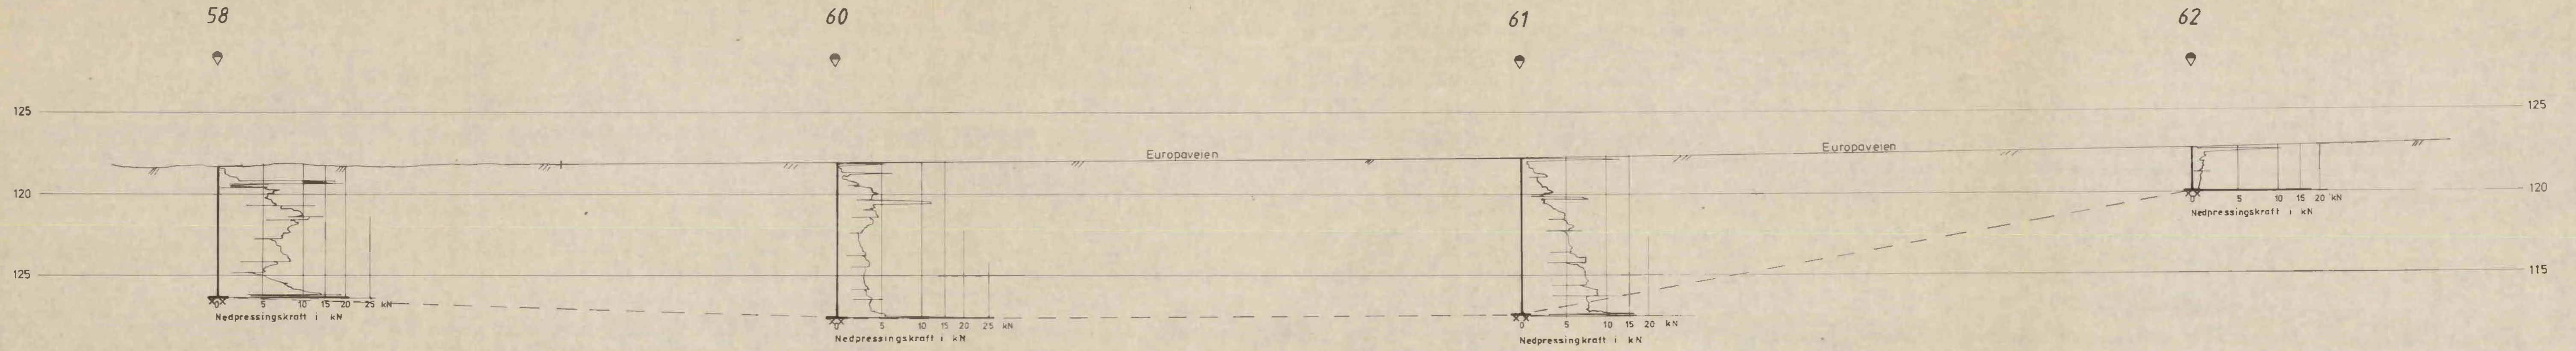 58 60 61 62
125 125
Europaveien Europaveien
120 120
0 5 10 15 20 kN
Nedpressingskraft i kN
125 115
0 5 10 15 20 25 kN
Nedpressingskraft i kN
0 5 10 15 20 25 kN
Nedpressingskraft i kN
0 5 10 15 20 kN
Nedpressingkraft i kN